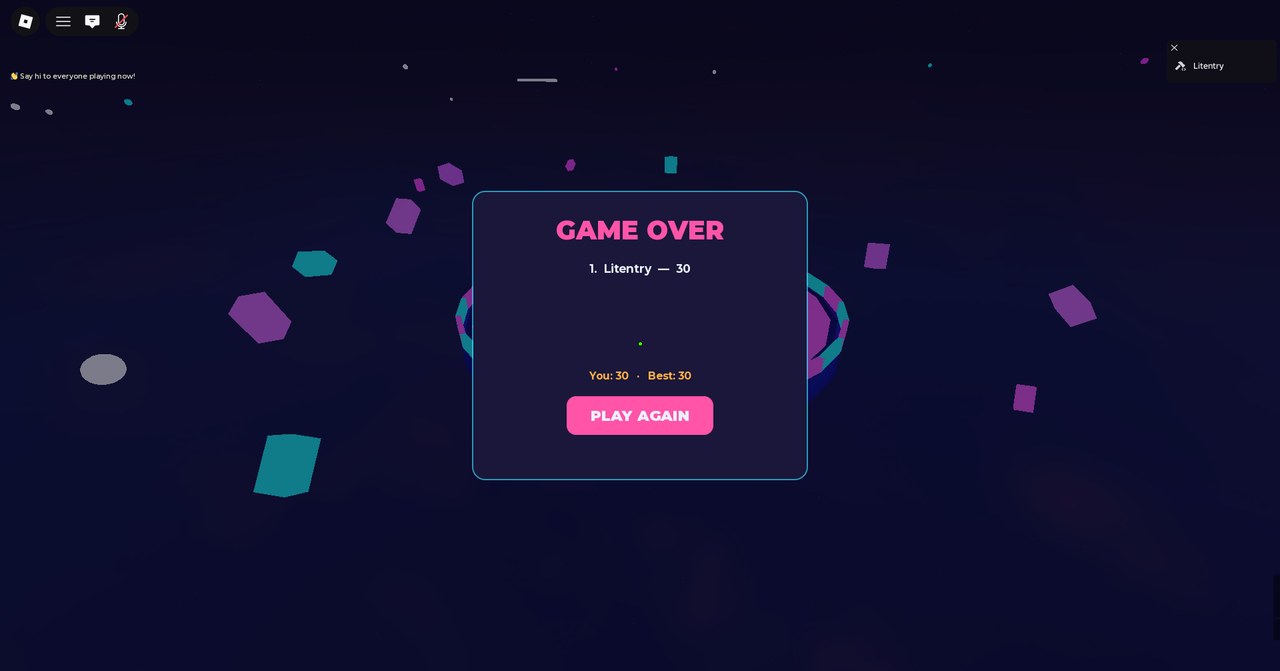 👋 Say hi to everyone playing now!
Litentry
GAME OVER
1. Litentry — 30
You: 30 · Best: 30
PLAY AGAIN